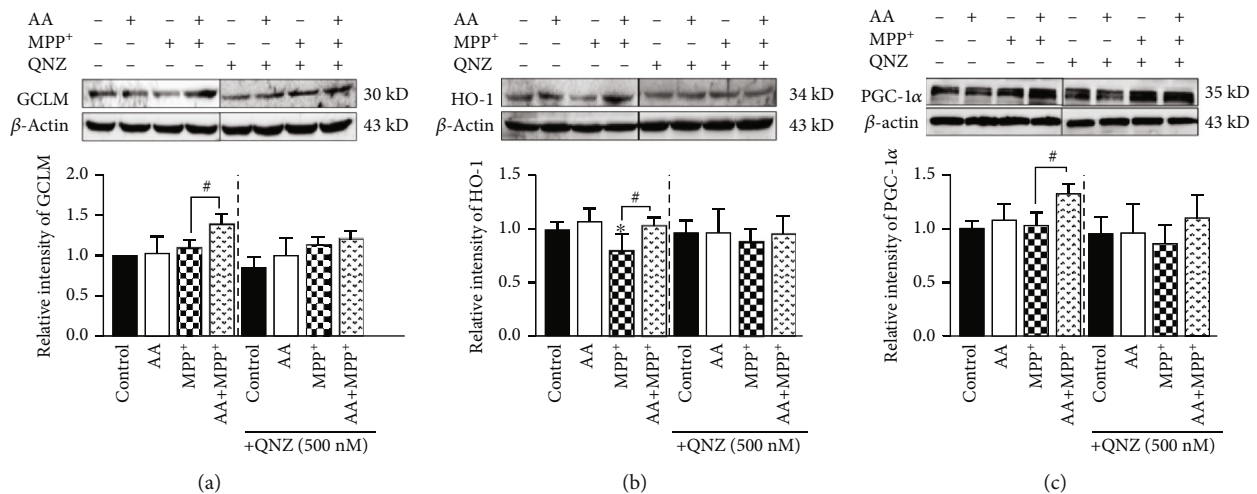 AA – + – + – + – +
MPP+ – – + + – – + +
QNZ – – – – + + + +
GCLM 30 kD
β-Actin 43 kD
Relative intensity of GCLM
2.0
1.5
1.0
0.5
0.0
#
Control
AA
MPP+
AA+MPP+
Control
AA
MPP+
AA+MPP+
+QNZ (500 nM)
(a)
AA – + – + – + – +
MPP+ – – + + – – + +
QNZ – – – – + + + +
HO-1 34 kD
β-Actin 43 kD
Relative intensity of HO-1
1.5
1.0
0.5
0.0
*
#
Control
AA
MPP+
AA+MPP+
Control
AA
MPP+
AA+MPP+
+QNZ (500 nM)
(b)
AA – + – + – + – +
MPP+ – – + + – – + +
QNZ – – – – + + + +
PGC-1α 35 kD
β-actin 43 kD
Relative intensity of PGC-1α
1.5
1.0
0.5
0.0
#
Control
AA
MPP+
AA+MPP+
Control
AA
MPP+
AA+MPP+
+QNZ (500 nM)
(c)